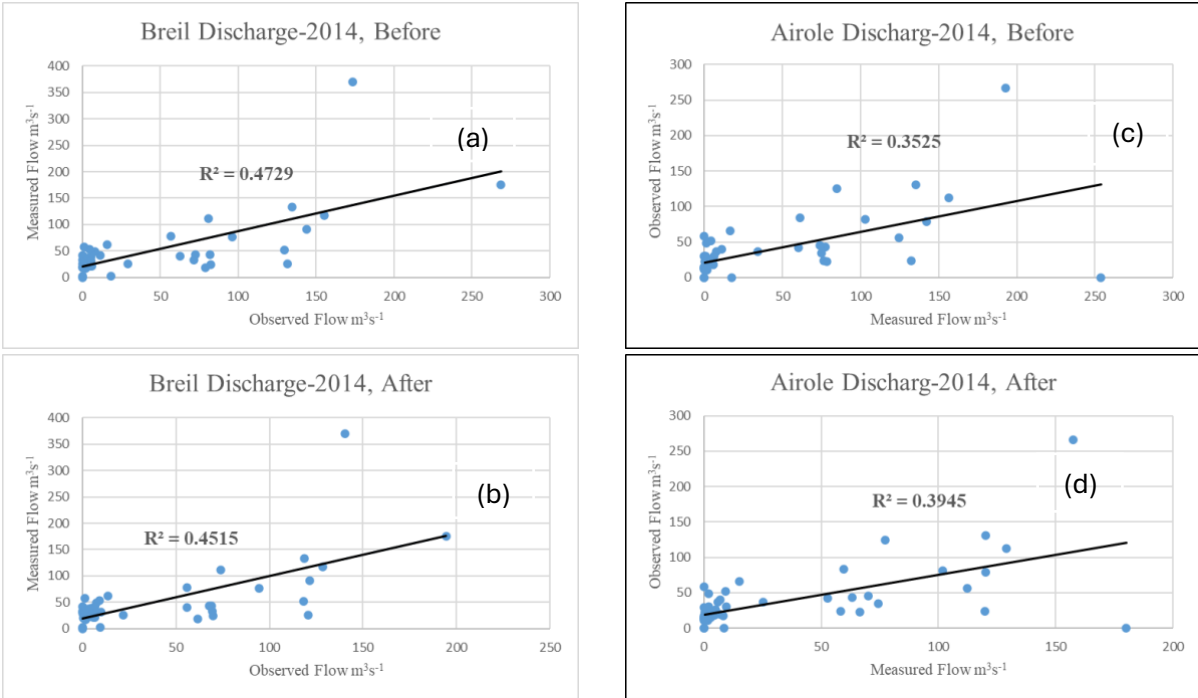 Breil Discharge-2014, Before
Measured Flow m³s⁻¹
400
350
300
250
200
150
100
50
0
(a)
R² = 0.4729
0 50 100 150 200 250 300
Observed Flow m³s⁻¹
Airole Discharg-2014, Before
Observed Flow m³s⁻¹
300
250
200
150
100
50
0
(c)
R² = 0.3525
0 50 100 150 200 250 300
Measured Flow m³s⁻¹
Breil Discharge-2014, After
Measured Flow m³s⁻¹
400
350
300
250
200
150
100
50
0
(b)
R² = 0.4515
0 50 100 150 200 250
Observed Flow m³s⁻¹
Airole Discharg-2014, After
Observed Flow m³s⁻¹
300
250
200
150
100
50
0
(d)
R² = 0.3945
0 50 100 150 200
Measured Flow m³s⁻¹